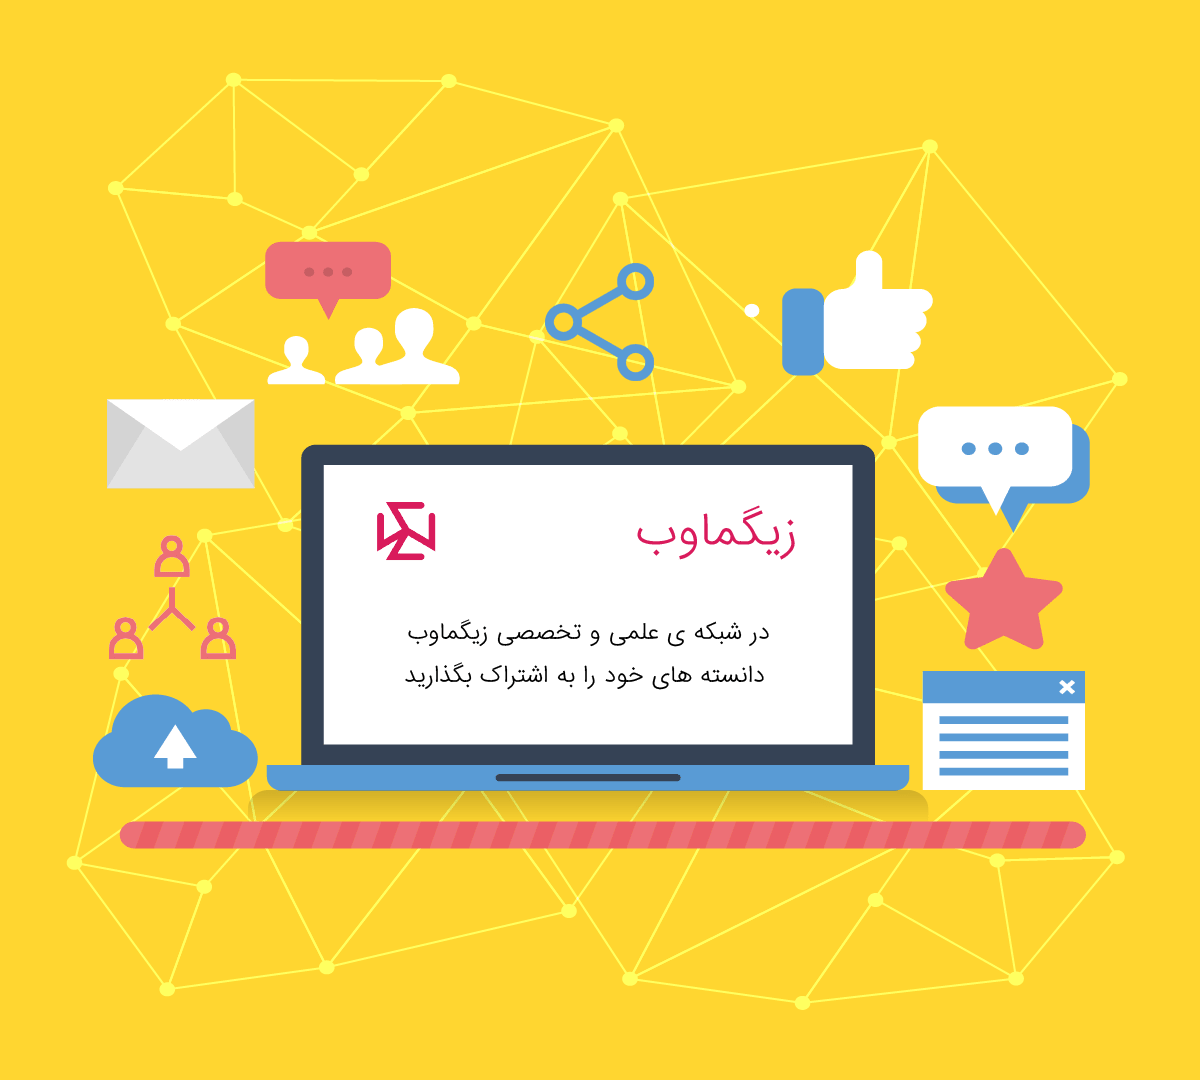 زیگماوب
در شبکه ی علمی و تخصصی زیگماوب
دانسته های خود را به اشتراک بگذارید